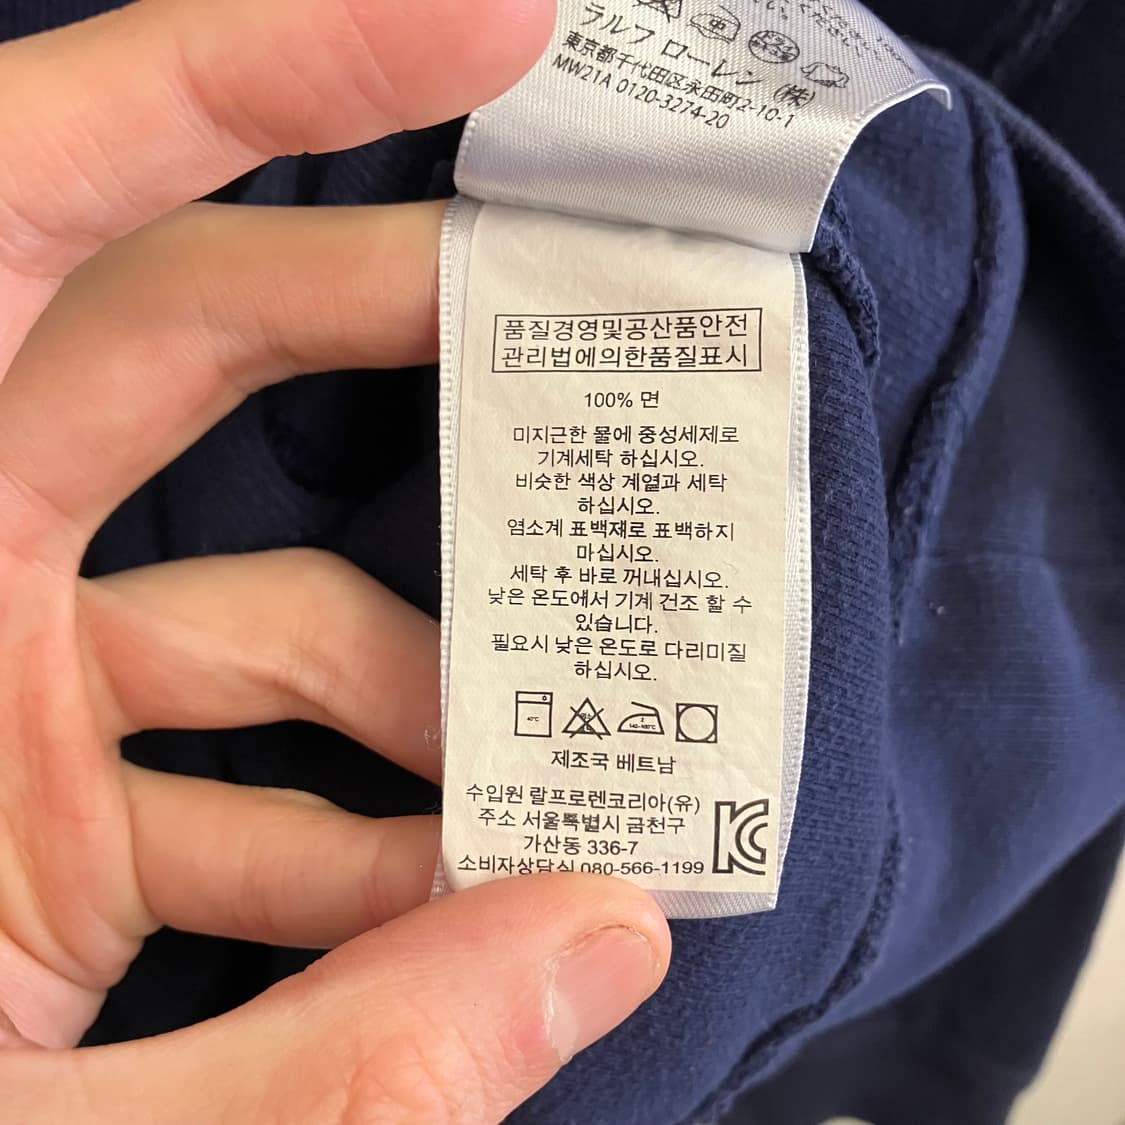 ラルフ ローレン (株)
東京都千代田区永田町2-10-1
MW21A 0120-3274-20
품질경영및공산품안전
관리법에의한품질표시
100% 면
미지근한 물에 중성세제로
기계세탁 하십시오.
비슷한 색상 계열과 세탁
하십시오.
염소계 표백제로 표백하지
마십시오.
세탁 후 바로 꺼내십시오.
낮은 온도에서 기계 건조 할 수
있습니다.
필요시 낮은 온도로 다리미질
하십시오.
40℃
2
140-160℃
제조국 베트남
수입원 랄프로렌코리아(유)
주소 서울특별시 금천구
가산동 336-7
소비자상담실 080-566-1199